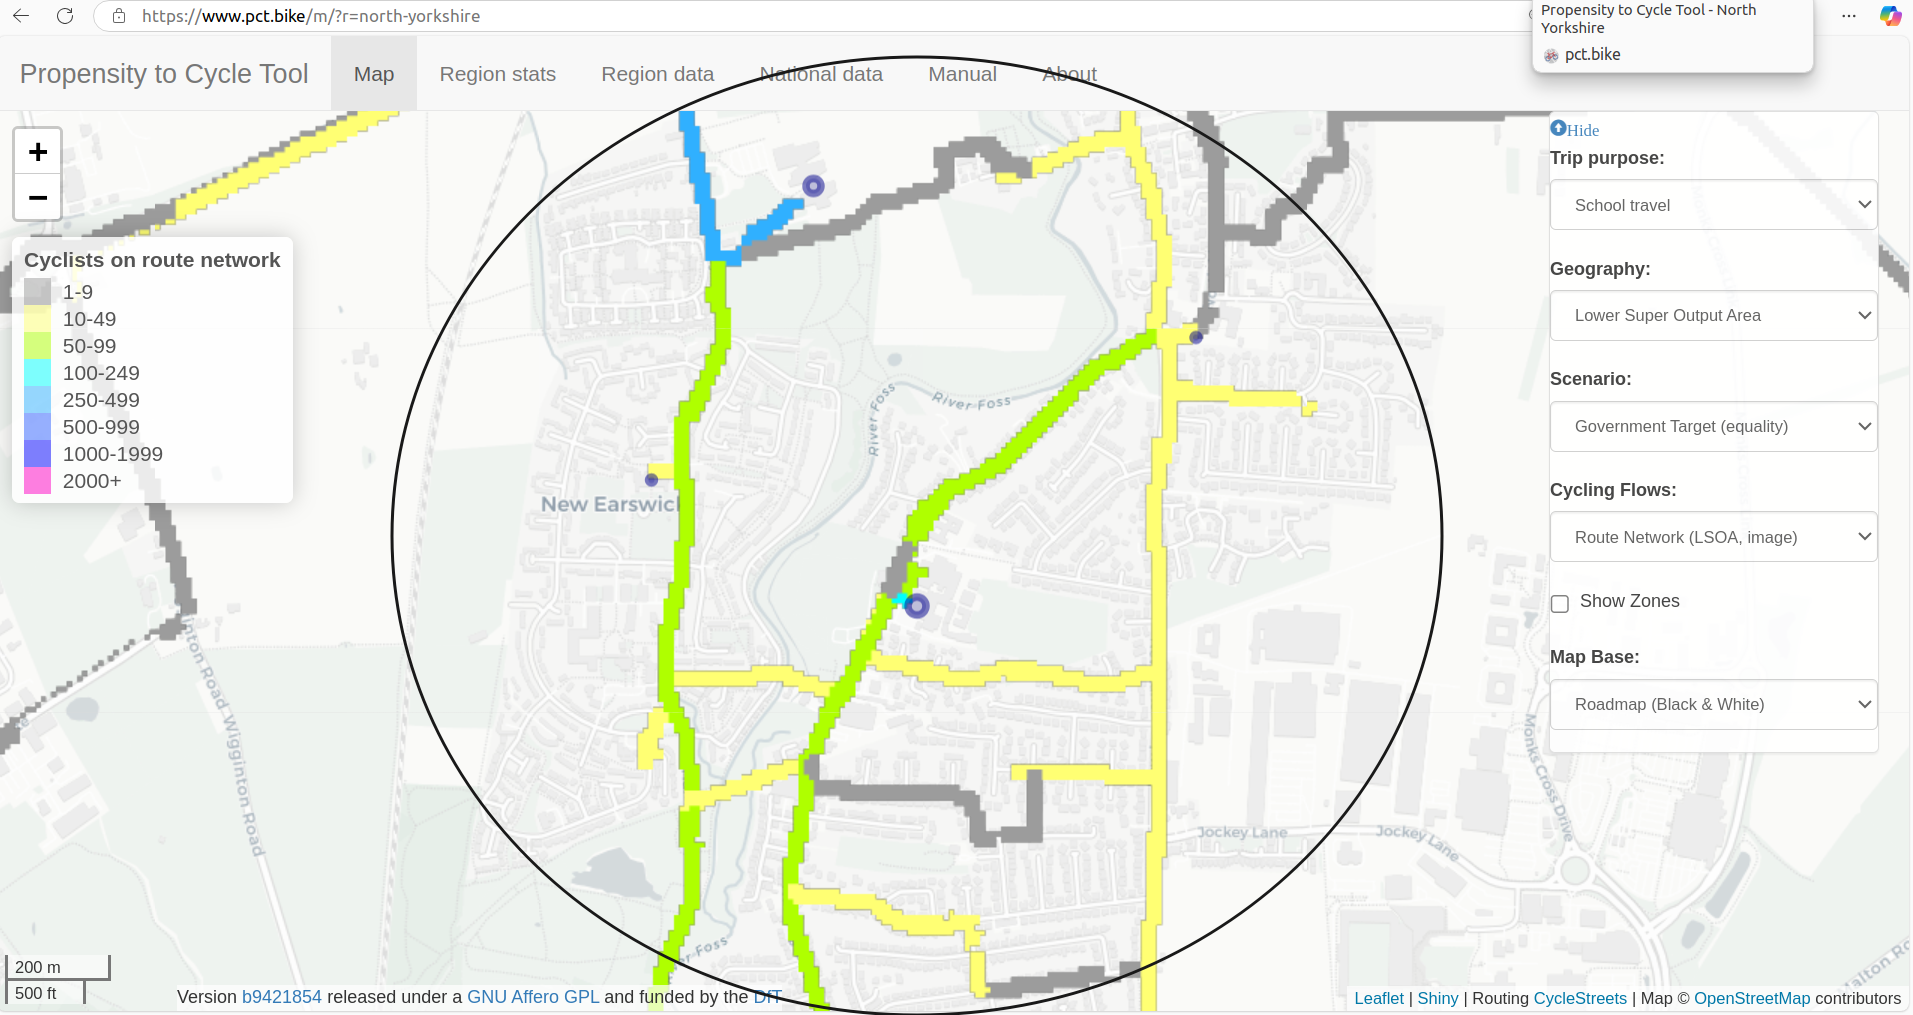 https://www.pct.bike/m/?r=north-yorkshire
Propensity to Cycle Tool - North
Yorkshire
pct.bike
Propensity to Cycle Tool
Map
Region stats
Region data
National data
Manual
About
+
−
Cyclists on route network
1-9
10-49
50-99
100-249
250-499
500-999
1000-1999
2000+
Hide
Trip purpose:
School travel
Geography:
Lower Super Output Area
Scenario:
Government Target (equality)
Cycling Flows:
Route Network (LSOA, image)
Show Zones
Map Base:
Roadmap (Black & White)
River Foss
River Foss
New Earswick
Wigginton Road
Jockey Lane
Jockey Lane
Monks Cross Drive
200 m
500 ft
Version b9421854 released under a GNU Affero GPL and funded by the DfT
Leaflet | Shiny | Routing CycleStreets | Map © OpenStreetMap contributors